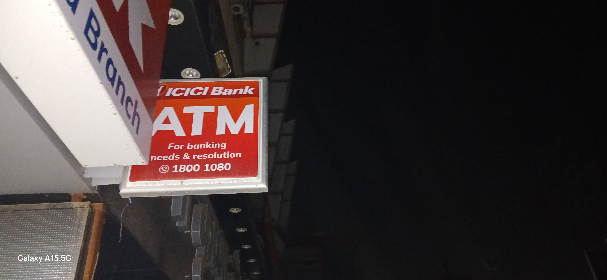 Branch
ICICI Bank
ATM
For banking
needs & resolution
1800 1080
Galaxy A15 5G